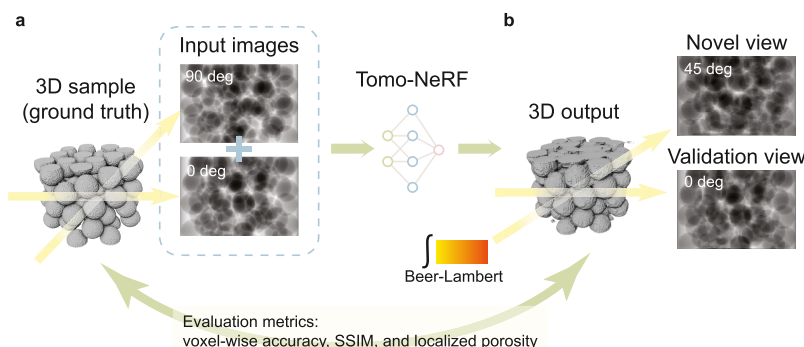 a
Input images
90 deg
0 deg
3D sample
(ground truth)
Tomo-NeRF
b
3D output
Novel view
45 deg
Validation view
0 deg
∫
Beer-Lambert
Evaluation metrics:
voxel-wise accuracy, SSIM, and localized porosity